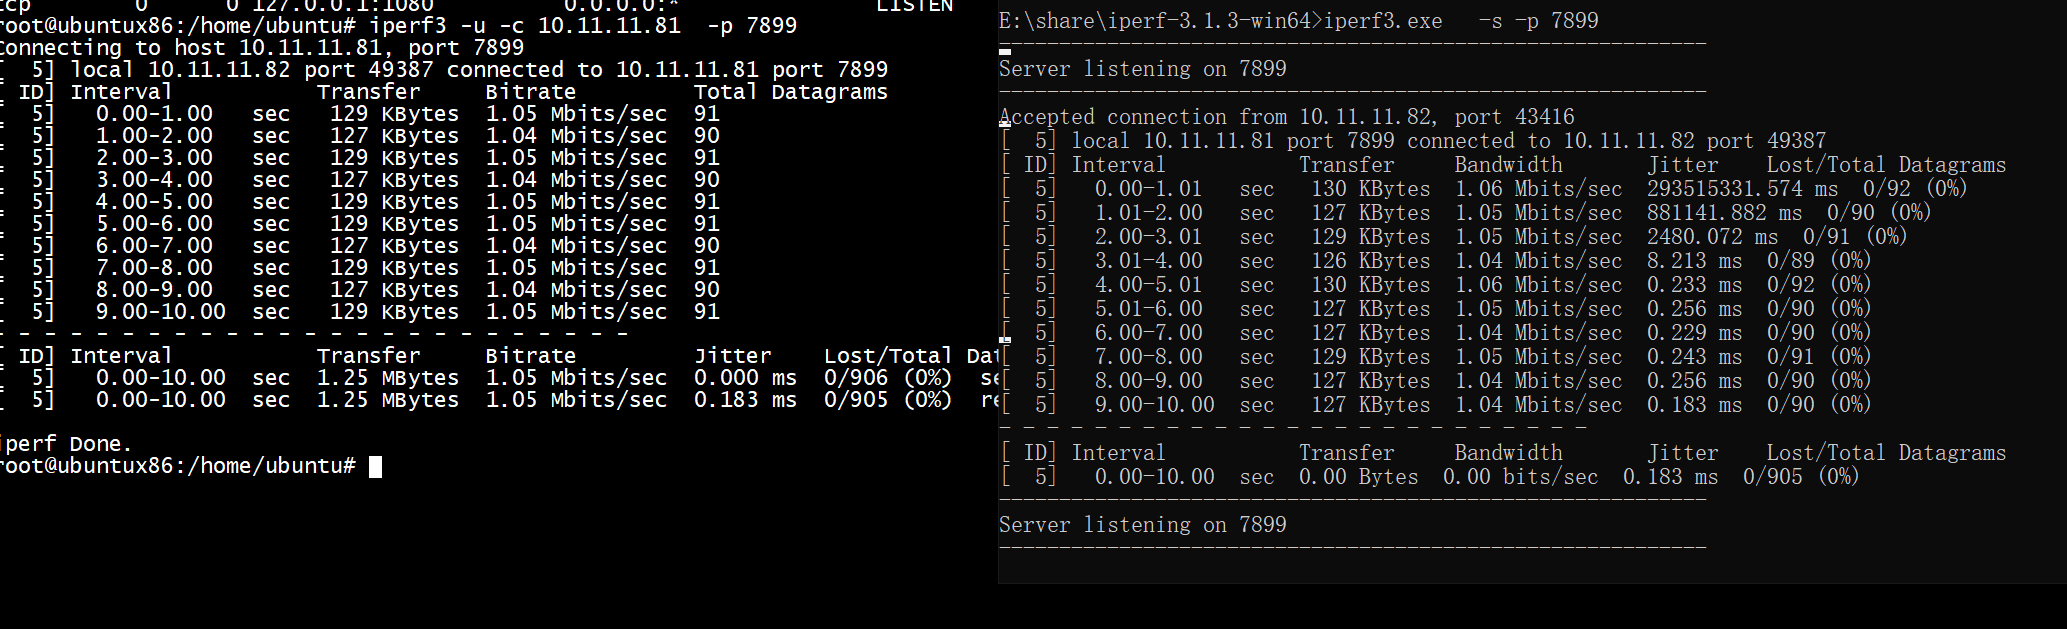 tcp 0 0 127.0.0.1:1080 0.0.0.0:* LISTEN
root@ubuntux86:/home/ubuntu# iperf3 -u -c 10.11.11.81 -p 7899
Connecting to host 10.11.11.81, port 7899
[ 5] local 10.11.11.82 port 49387 connected to 10.11.11.81 port 7899
[ ID] Interval Transfer Bitrate Total Datagrams
[ 5] 0.00-1.00 sec 129 KBytes 1.05 Mbits/sec 91
[ 5] 1.00-2.00 sec 127 KBytes 1.04 Mbits/sec 90
[ 5] 2.00-3.00 sec 129 KBytes 1.05 Mbits/sec 91
[ 5] 3.00-4.00 sec 127 KBytes 1.04 Mbits/sec 90
[ 5] 4.00-5.00 sec 129 KBytes 1.05 Mbits/sec 91
[ 5] 5.00-6.00 sec 129 KBytes 1.05 Mbits/sec 91
[ 5] 6.00-7.00 sec 127 KBytes 1.04 Mbits/sec 90
[ 5] 7.00-8.00 sec 129 KBytes 1.05 Mbits/sec 91
[ 5] 8.00-9.00 sec 127 KBytes 1.04 Mbits/sec 90
[ 5] 9.00-10.00 sec 129 KBytes 1.05 Mbits/sec 91
- - - - - - - - - - - - - - - - - - - - - - - - -
[ ID] Interval Transfer Bitrate Jitter Lost/Total Da
[ 5] 0.00-10.00 sec 1.25 MBytes 1.05 Mbits/sec 0.000 ms 0/906 (0%) se
[ 5] 0.00-10.00 sec 1.25 MBytes 1.05 Mbits/sec 0.183 ms 0/905 (0%) re
iperf Done.
root@ubuntux86:/home/ubuntu#
E:\share\iperf-3.1.3-win64>iperf3.exe -s -p 7899
-----------------------------------------------------------
Server listening on 7899
-----------------------------------------------------------
Accepted connection from 10.11.11.82, port 43416
[ 5] local 10.11.11.81 port 7899 connected to 10.11.11.82 port 49387
[ ID] Interval Transfer Bandwidth Jitter Lost/Total Datagrams
[ 5] 0.00-1.01 sec 130 KBytes 1.06 Mbits/sec 293515331.574 ms 0/92 (0%)
[ 5] 1.01-2.00 sec 127 KBytes 1.05 Mbits/sec 881141.882 ms 0/90 (0%)
[ 5] 2.00-3.01 sec 129 KBytes 1.05 Mbits/sec 2480.072 ms 0/91 (0%)
[ 5] 3.01-4.00 sec 126 KBytes 1.04 Mbits/sec 8.213 ms 0/89 (0%)
[ 5] 4.00-5.01 sec 130 KBytes 1.06 Mbits/sec 0.233 ms 0/92 (0%)
[ 5] 5.01-6.00 sec 127 KBytes 1.05 Mbits/sec 0.256 ms 0/90 (0%)
[ 5] 6.00-7.00 sec 127 KBytes 1.04 Mbits/sec 0.229 ms 0/90 (0%)
[ 5] 7.00-8.00 sec 129 KBytes 1.05 Mbits/sec 0.243 ms 0/91 (0%)
[ 5] 8.00-9.00 sec 127 KBytes 1.04 Mbits/sec 0.256 ms 0/90 (0%)
[ 5] 9.00-10.00 sec 127 KBytes 1.04 Mbits/sec 0.183 ms 0/90 (0%)
- - - - - - - - - - - - - - - - - - - - - - - - -
[ ID] Interval Transfer Bandwidth Jitter Lost/Total Datagrams
[ 5] 0.00-10.00 sec 0.00 Bytes 0.00 bits/sec 0.183 ms 0/905 (0%)
-----------------------------------------------------------
Server listening on 7899
-----------------------------------------------------------